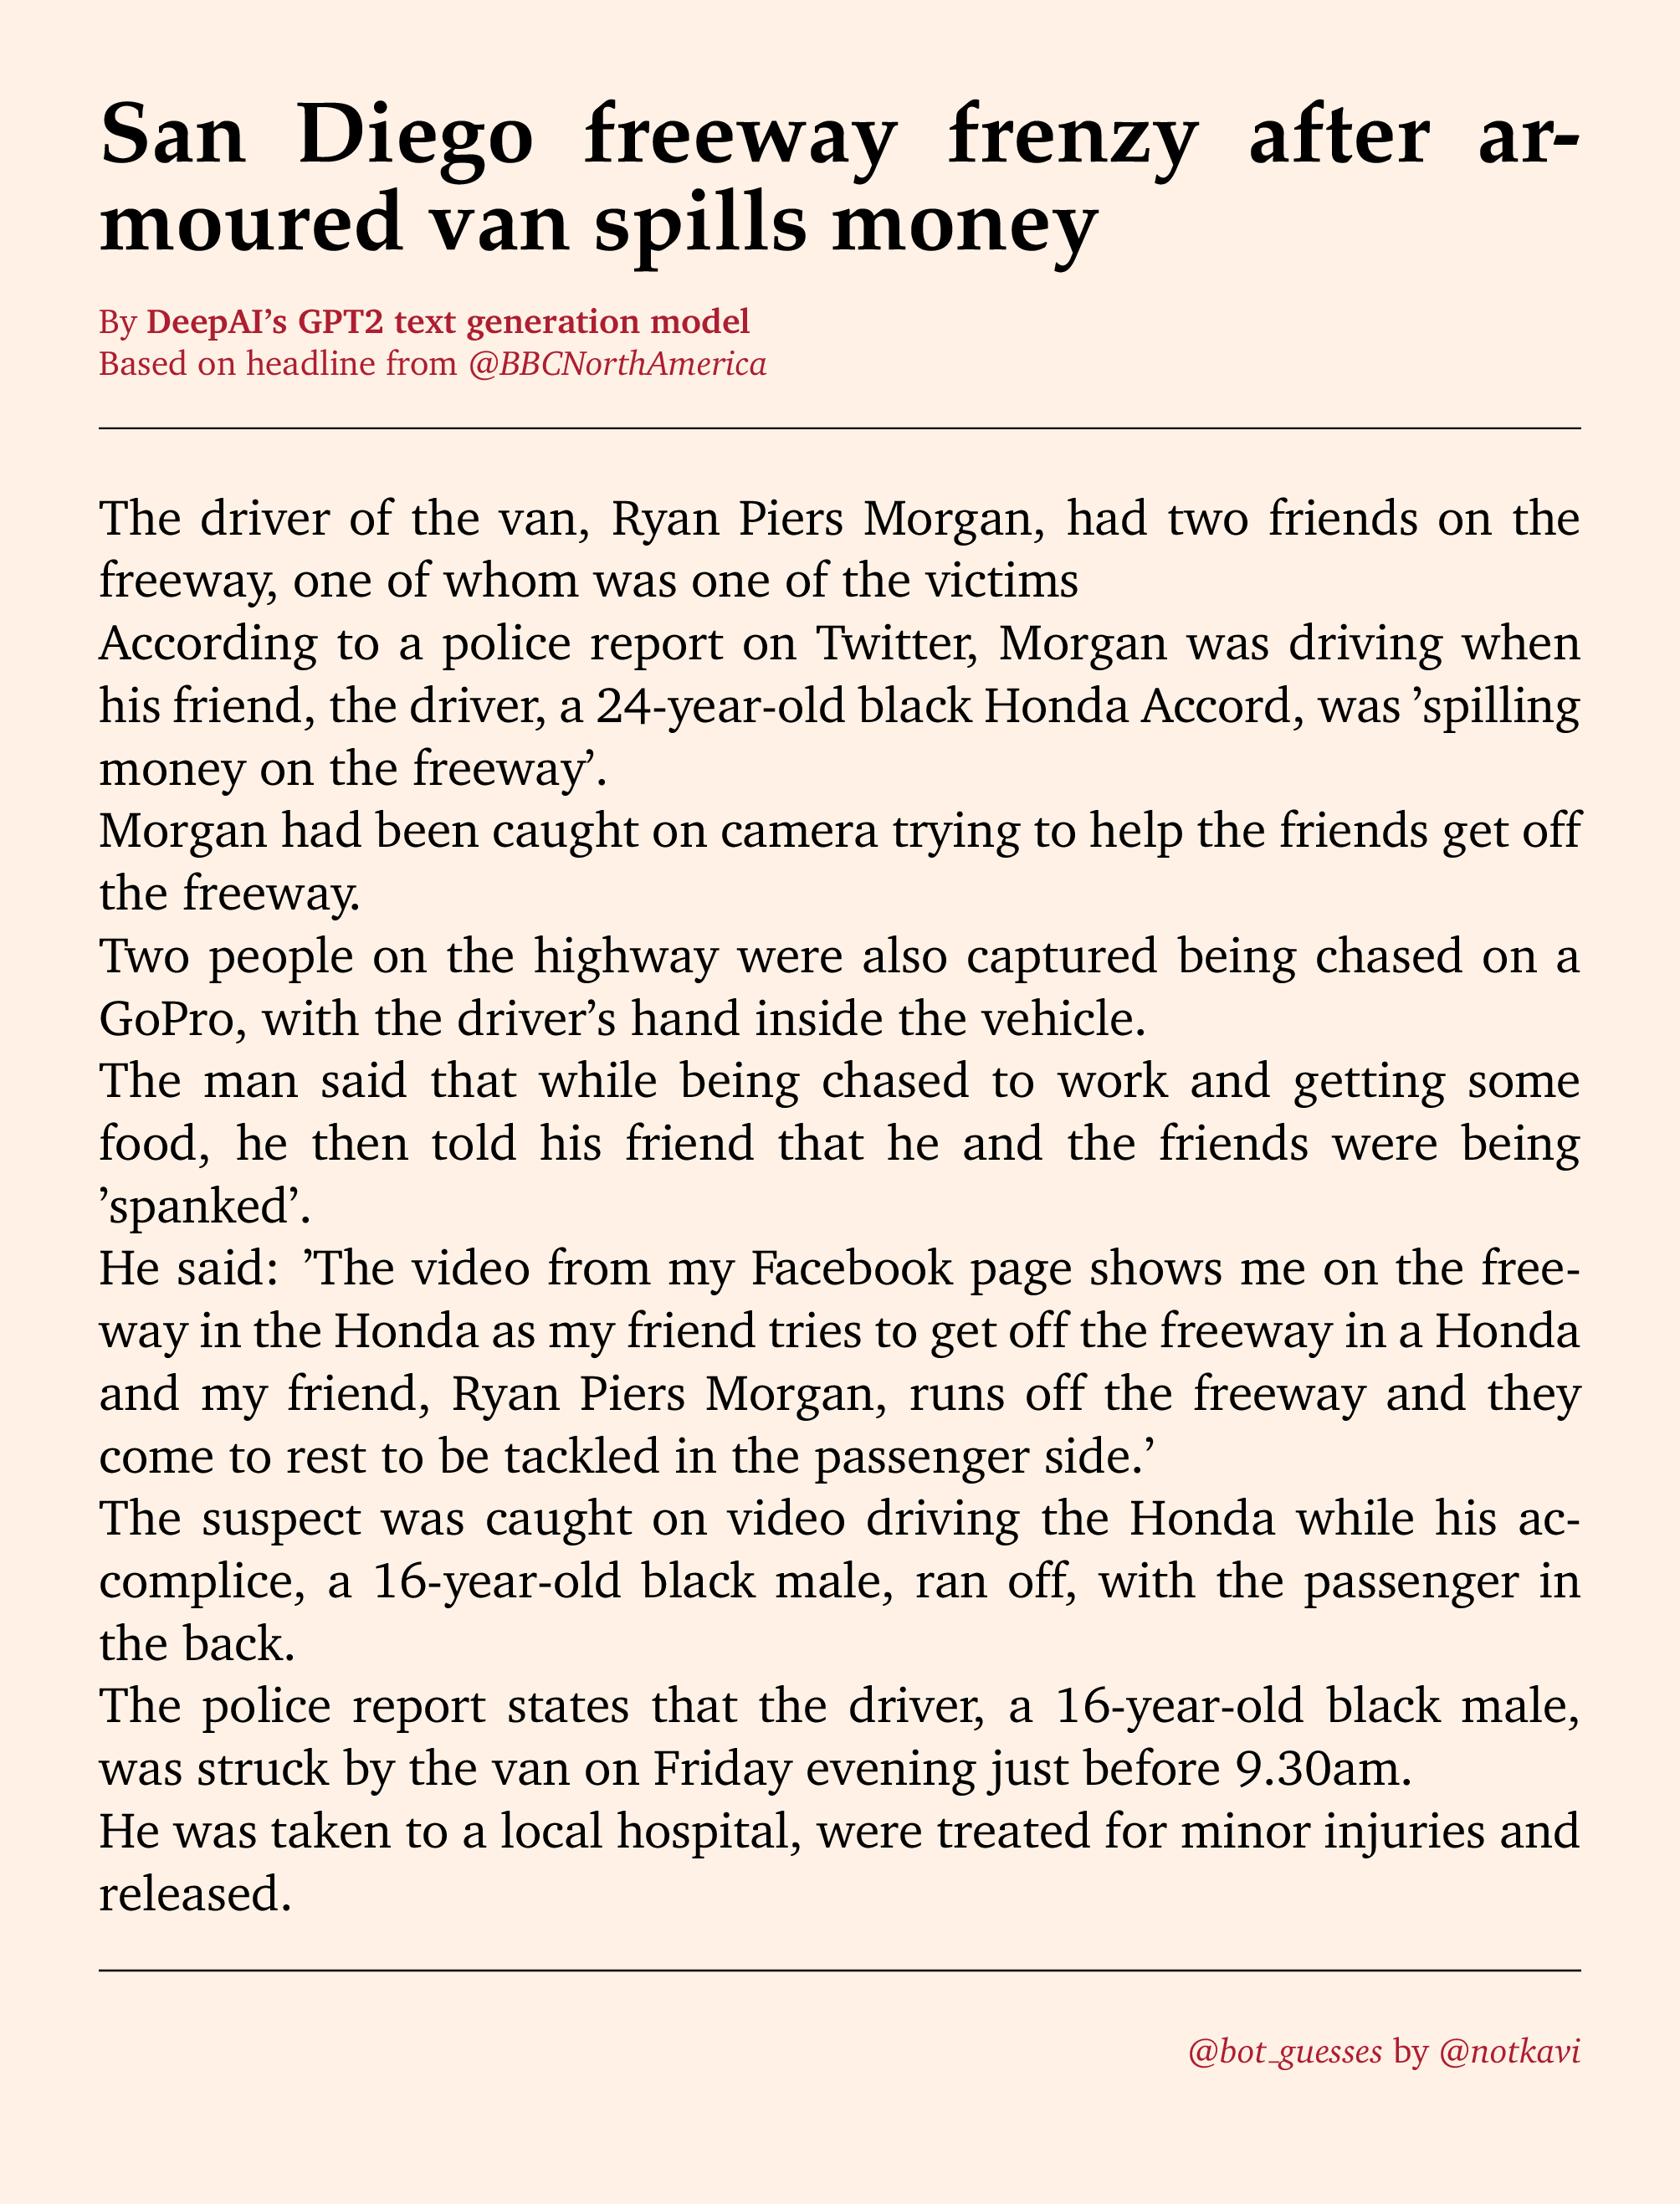 San Diego freeway frenzy after ar-
moured van spills money
By DeepAI's GPT2 text generation model
Based on headline from @BBCNorthAmerica
The driver of the van, Ryan Piers Morgan, had two friends on the
freeway, one of whom was one of the victims
According to a police report on Twitter, Morgan was driving when
his friend, the driver, a 24-year-old black Honda Accord, was ’spilling
money on the freeway’.
Morgan had been caught on camera trying to help the friends get off
the freeway.
Two people on the highway were also captured being chased on a
GoPro, with the driver’s hand inside the vehicle.
The man said that while being chased to work and getting some
food, he then told his friend that he and the friends were being
’spanked’.
He said: ’The video from my Facebook page shows me on the free-
way in the Honda as my friend tries to get off the freeway in a Honda
and my friend, Ryan Piers Morgan, runs off the freeway and they
come to rest to be tackled in the passenger side.’
The suspect was caught on video driving the Honda while his ac-
complice, a 16-year-old black male, ran off, with the passenger in
the back.
The police report states that the driver, a 16-year-old black male,
was struck by the van on Friday evening just before 9.30am.
He was taken to a local hospital, were treated for minor injuries and
released.
@bot_guesses by @notkavi